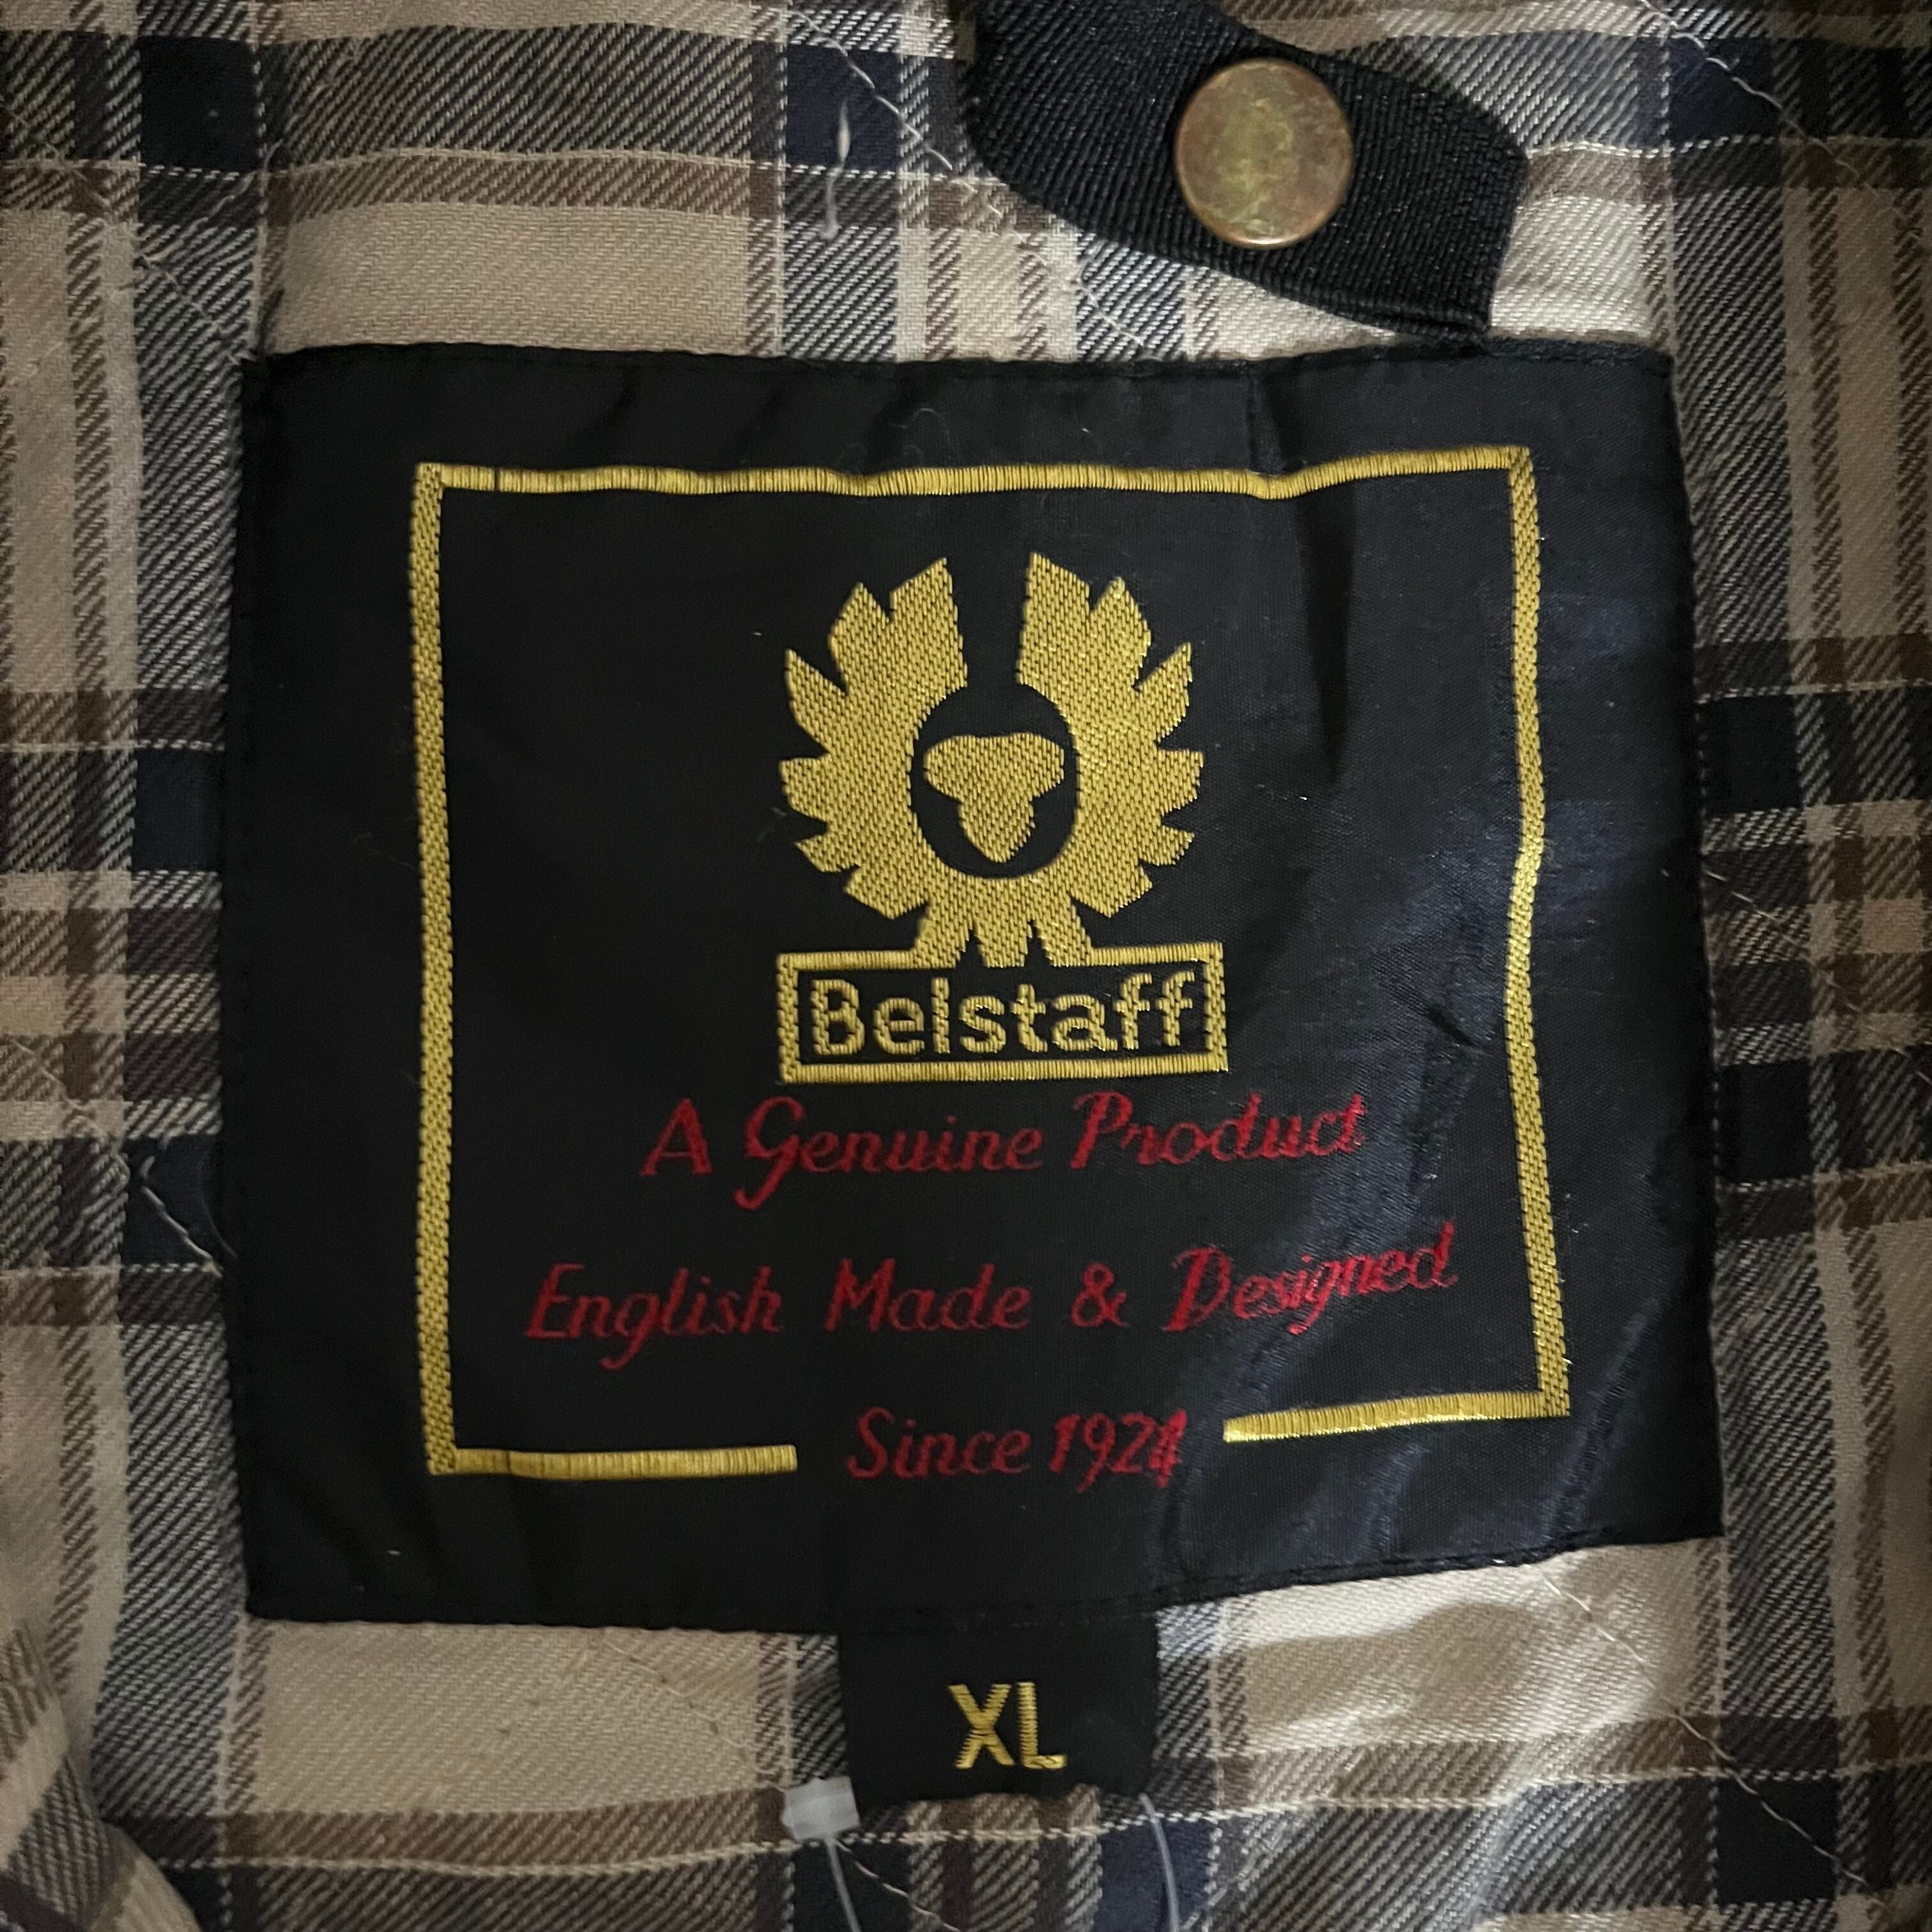 Belstaff
A Genuine Product
English Made & Designed
Since 1924
XL